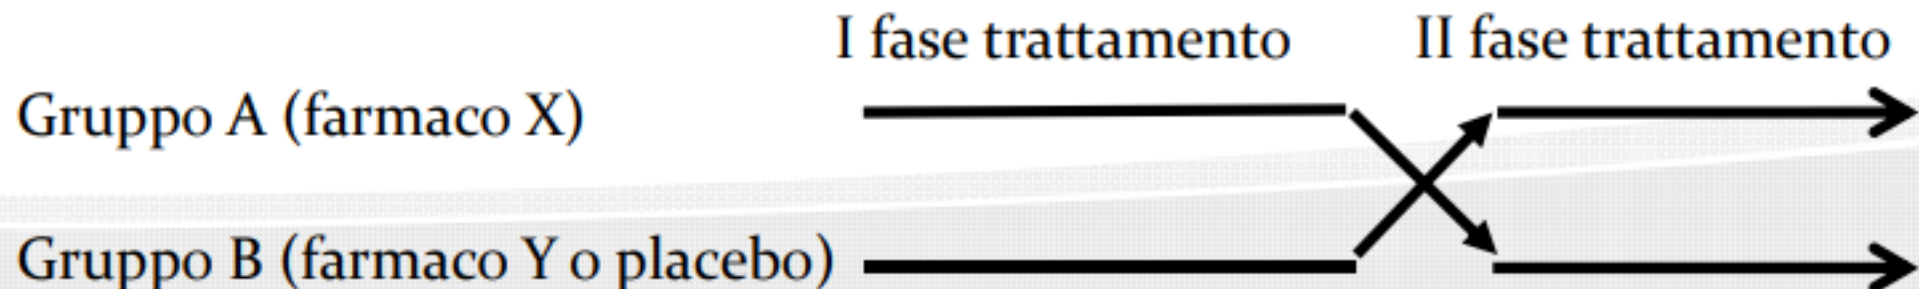 I fase trattamento II fase trattamento
Gruppo A (farmaco X)
Gruppo B (farmaco Y o placebo)